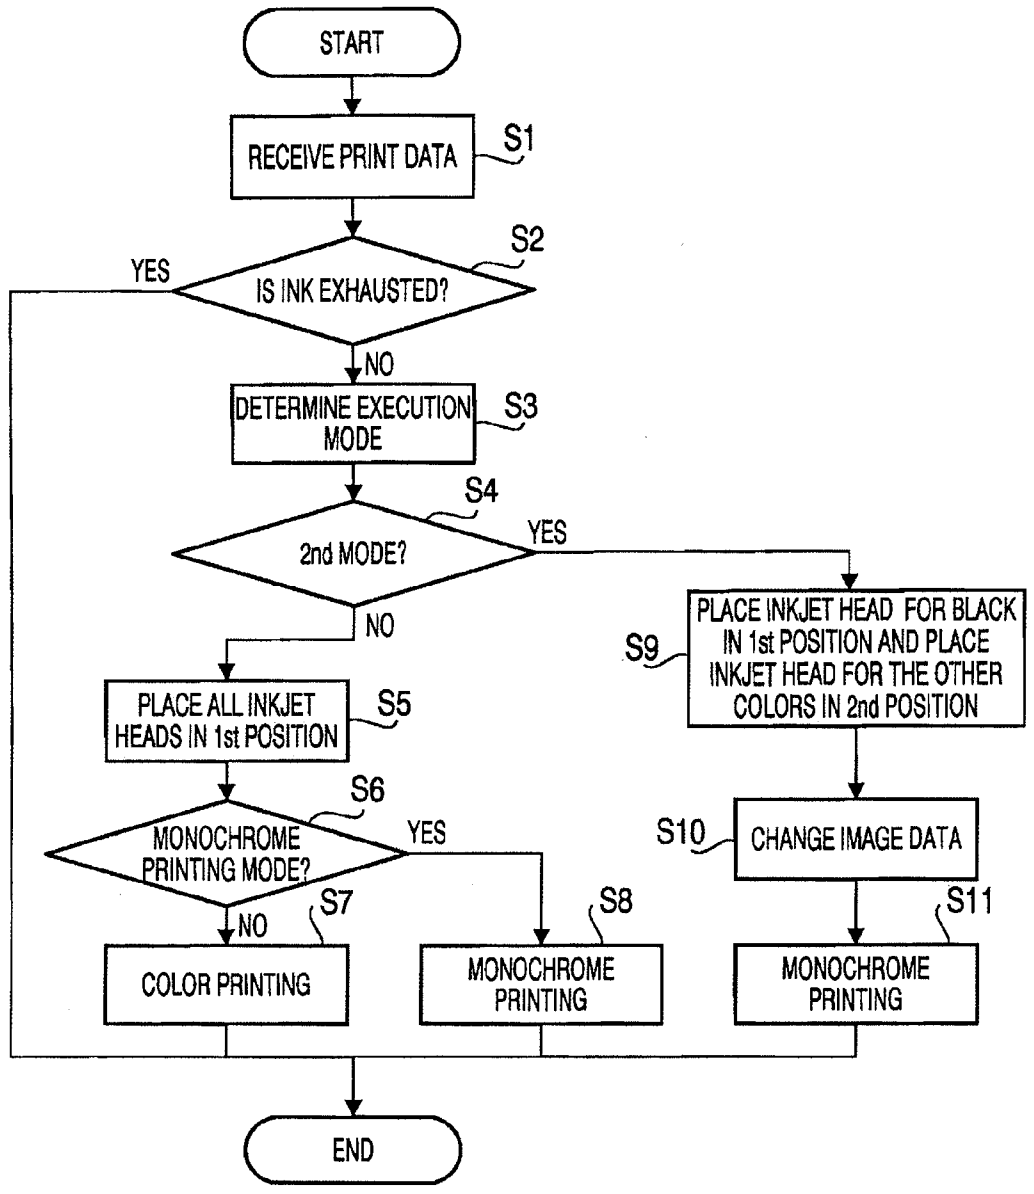 START
RECEIVE PRINT DATA
S1
S2
YES
IS INK EXHAUSTED?
NO
DETERMINE EXECUTION
MODE
S3
S4
YES
2nd MODE?
NO
PLACE INKJET HEAD FOR BLACK
IN 1st POSITION AND PLACE
INKJET HEAD FOR THE OTHER
COLORS IN 2nd POSITION
S9
PLACE ALL INKJET
HEADS IN 1st POSITION
S5
S6
MONOCHROME
PRINTING MODE?
YES
S10
CHANGE IMAGE DATA
NO
S7
S8
S11
COLOR PRINTING
MONOCHROME
PRINTING
MONOCHROME
PRINTING
END